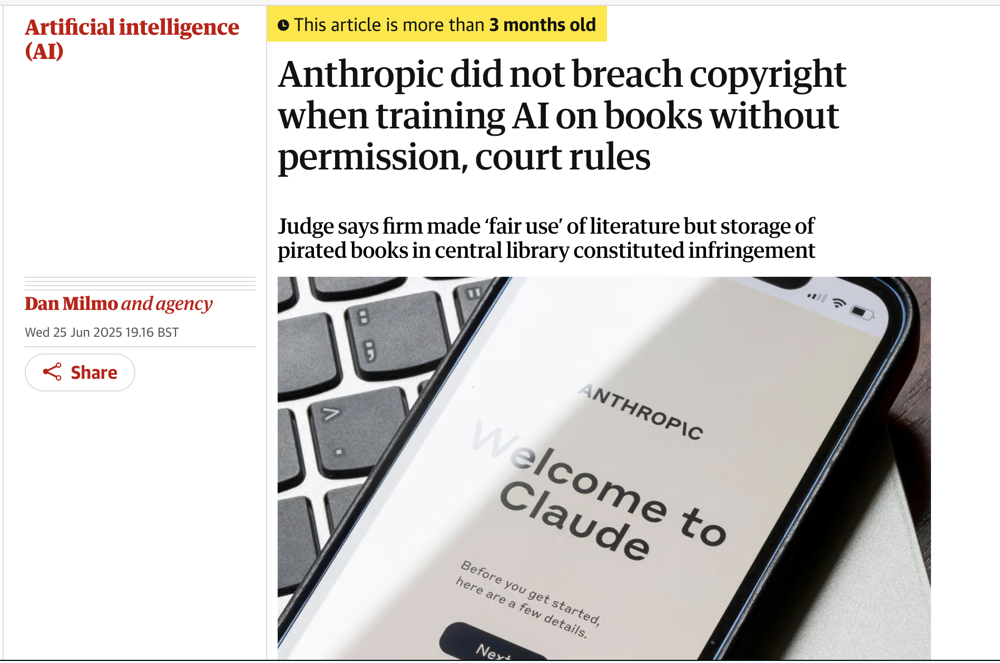 Artificial intelligence
(AI)
This article is more than 3 months old
Anthropic did not breach copyright
when training AI on books without
permission, court rules
Judge says firm made ‘fair use’ of literature but storage of
pirated books in central library constituted infringement
Dan Milmo and agency
Wed 25 Jun 2025 19.16 BST
Share
ANTHROP\C
Welcome to
Claude
Before you get started,
here are a few details.
Next